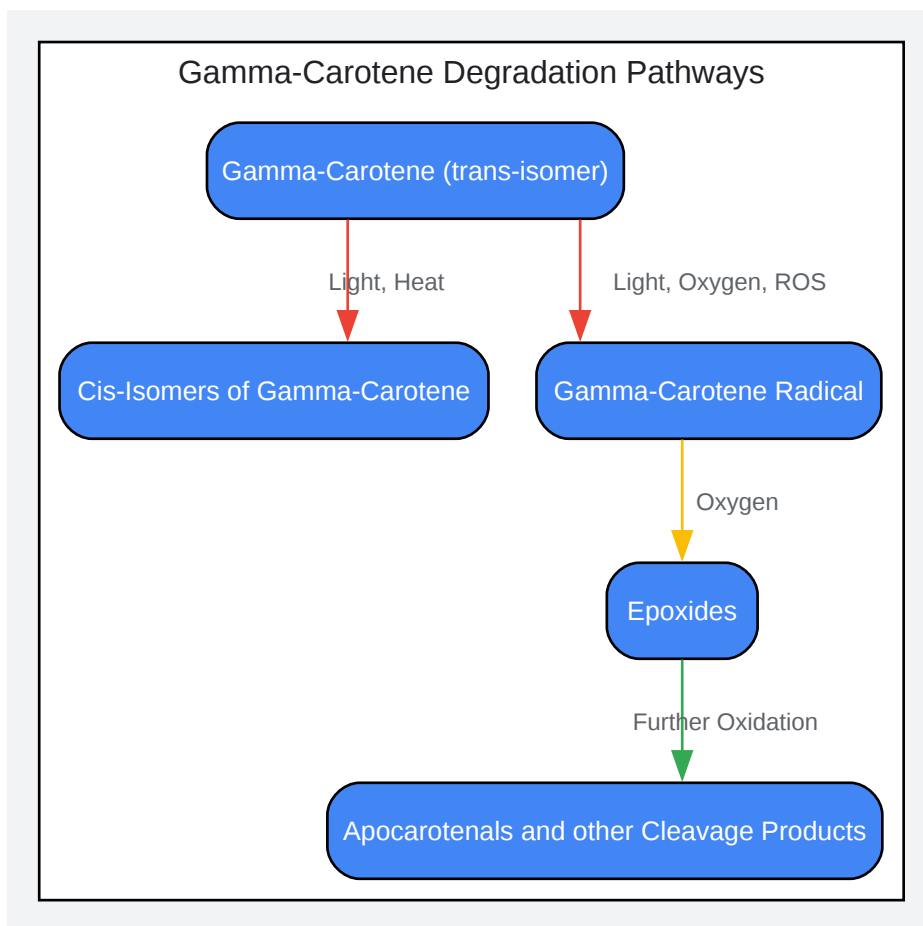 Gamma-Carotene Degradation Pathways
Gamma-Carotene (trans-isomer)
Light, Heat
Light, Oxygen, ROS
Cis-Isomers of Gamma-Carotene
Gamma-Carotene Radical
Oxygen
Epoxides
Further Oxidation
Apocarotenals and other Cleavage Products